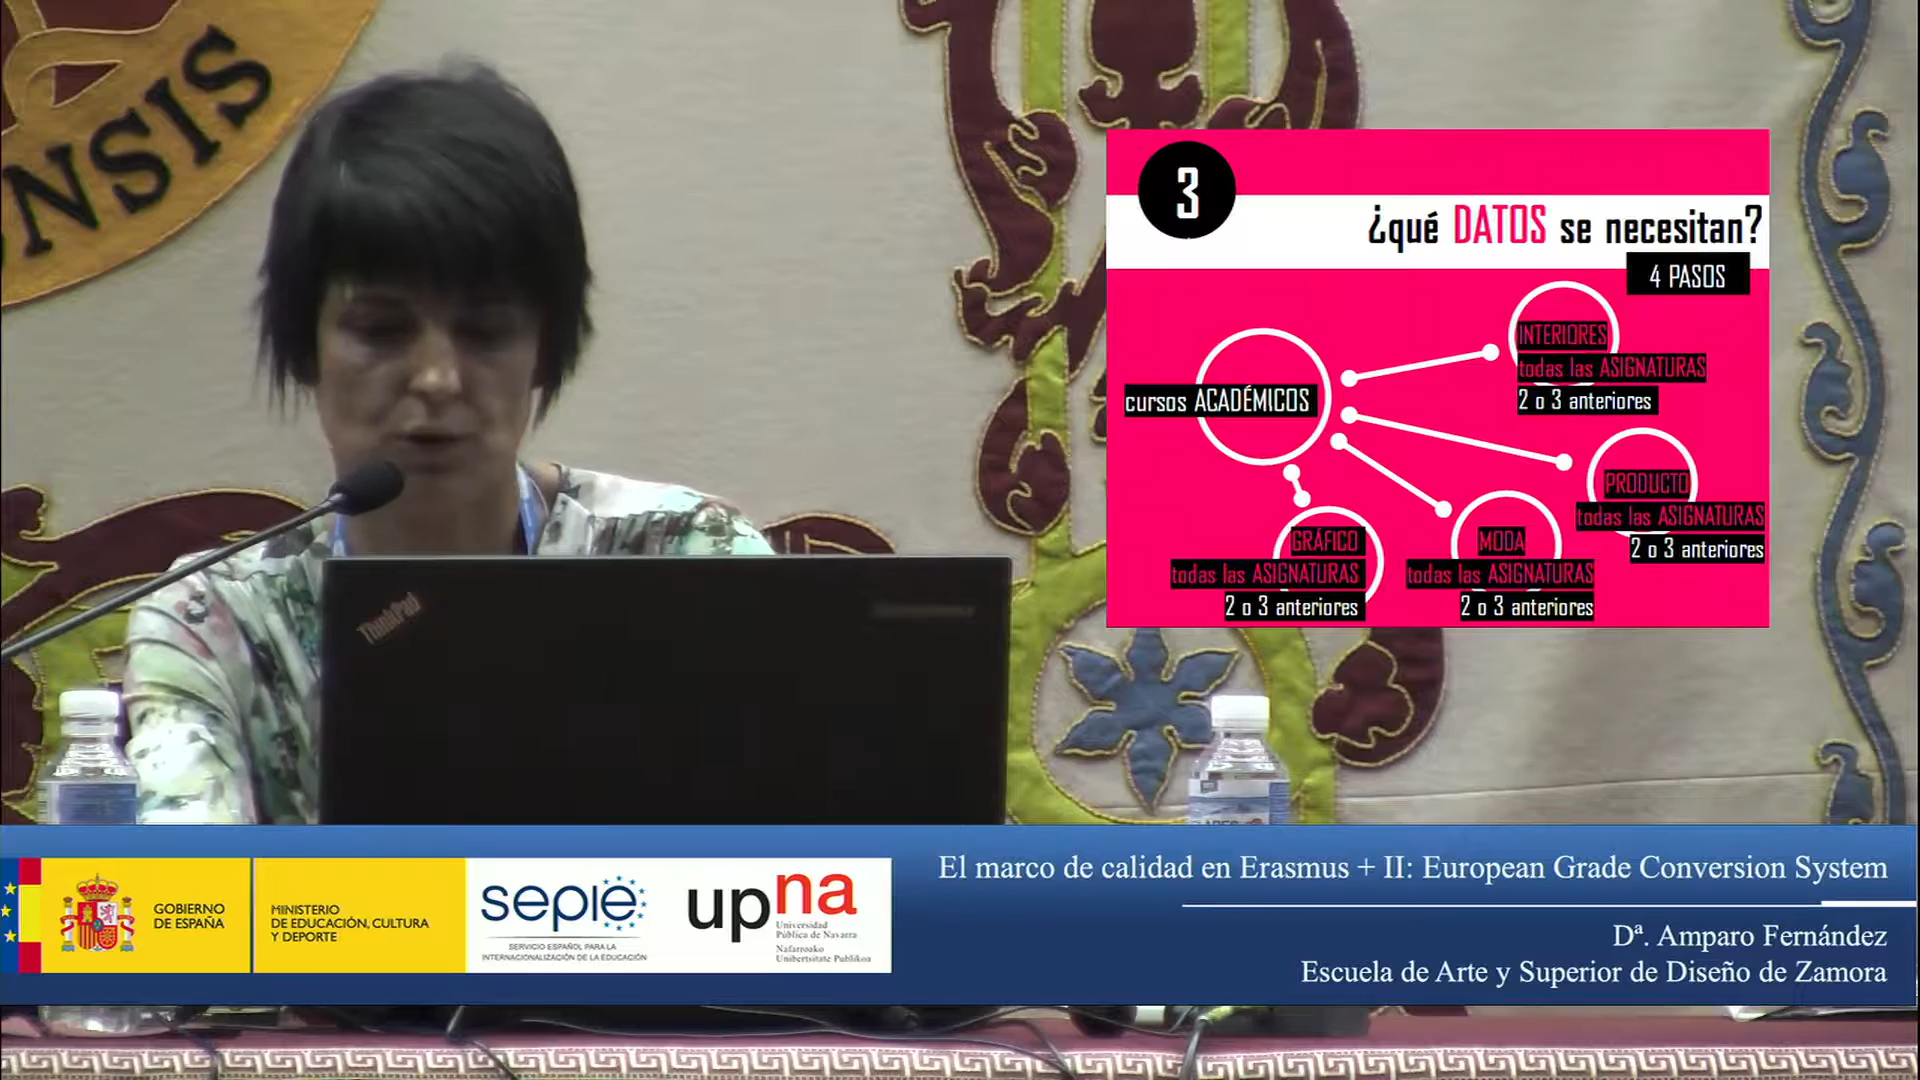 NSIS
3
¿qué DATOS se necesitan?
4 PASOS
cursos ACADÉMICOS
INTERIORES
todas las ASIGNATURAS
2 o 3 anteriores
PRODUCTO
todas las ASIGNATURAS
2 o 3 anteriores
GRÁFICO
todas las ASIGNATURAS
2 o 3 anteriores
MODA
todas las ASIGNATURAS
2 o 3 anteriores
ThinkPad
GOBIERNO
DE ESPAÑA
MINISTERIO
DE EDUCACIÓN, CULTURA
Y DEPORTE
sepie
SERVICIO ESPAÑOL PARA LA
INTERNACIONALIZACIÓN DE LA EDUCACIÓN
upna
Universidad
Pública de Navarra
Nafarroako
Unibertsitate Publikoa
El marco de calidad en Erasmus + II: European Grade Conversion System
Dª. Amparo Fernández
Escuela de Arte y Superior de Diseño de Zamora